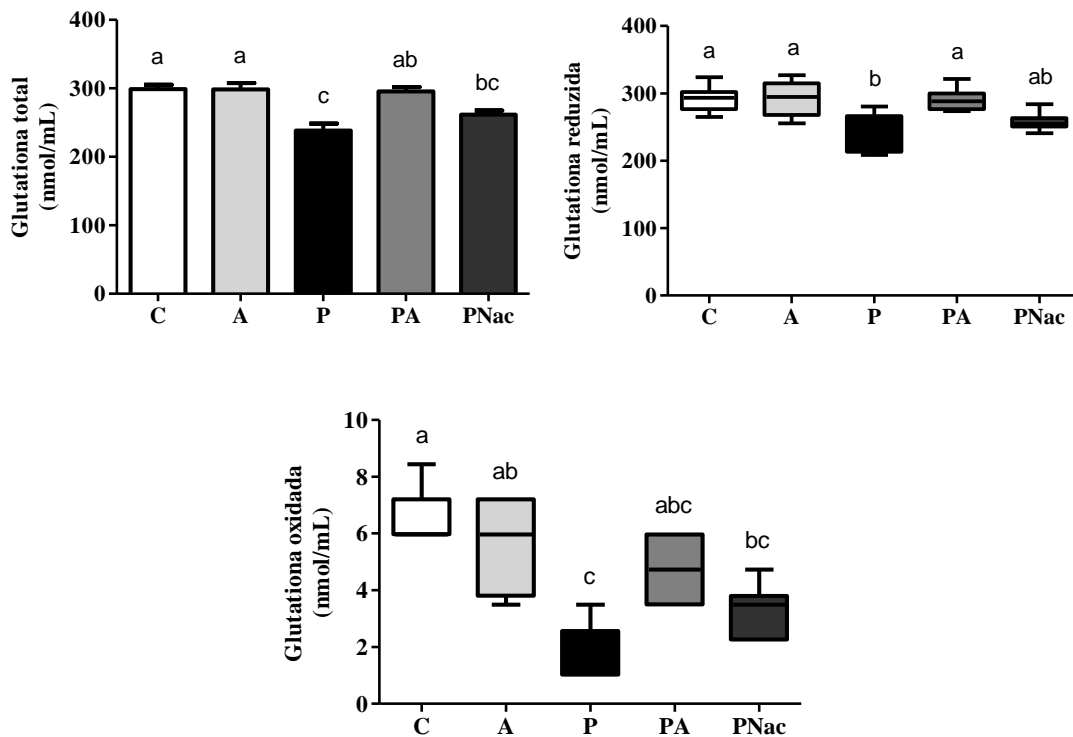 Glutationa total
(nmol/mL)
400
300
200
100
0
a
a
c
ab
bc
C
A
P
PA
PNac
Glutationa reduzida
(nmol/mL)
400
300
200
100
0
a
a
b
a
ab
C
A
P
PA
PNac
Glutationa oxidada
(nmol/mL)
10
8
6
4
2
0
a
ab
c
abc
bc
C
A
P
PA
PNac